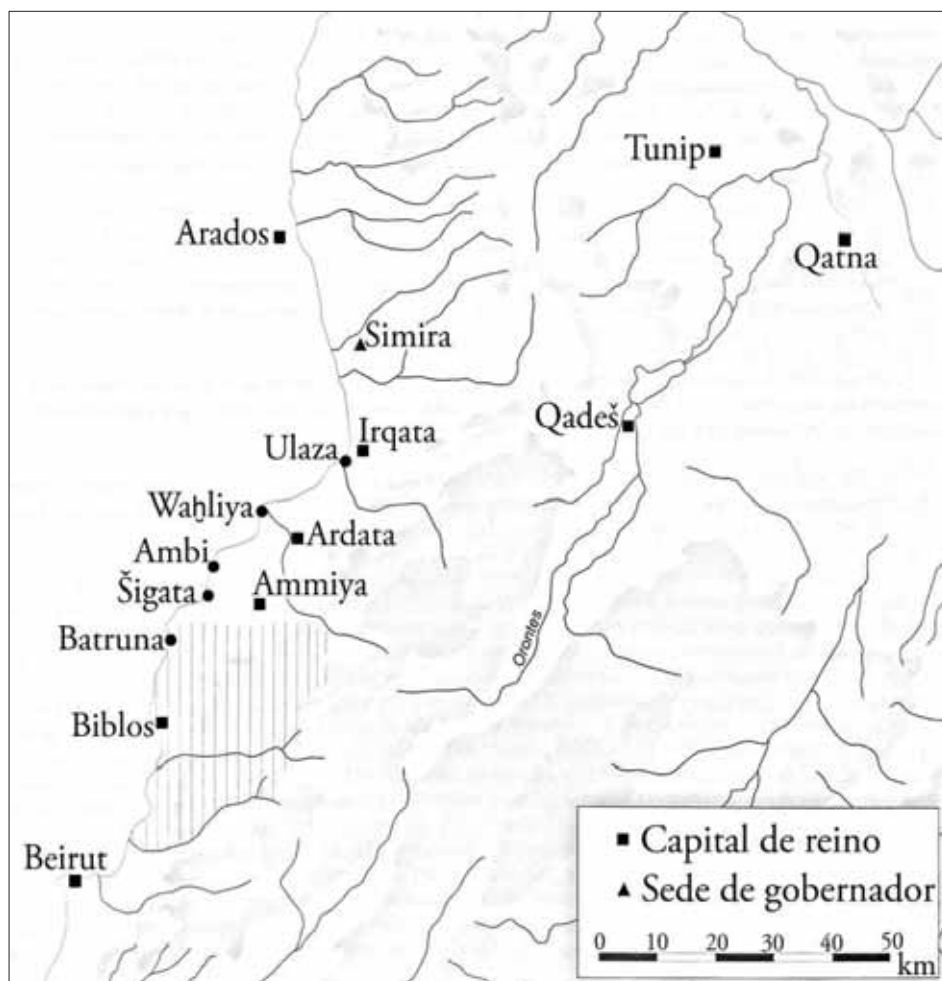 Tunip
Arados
Qatna
Simira
Qadeš
Irqata
Ulaza
Waḫliya
Ardata
Ambi
Ammiya
Šigata
Orontes
Batruna
Biblos
Beirut
Capital de reino
Sede de gobernador
0 10 20 30 40 50
km